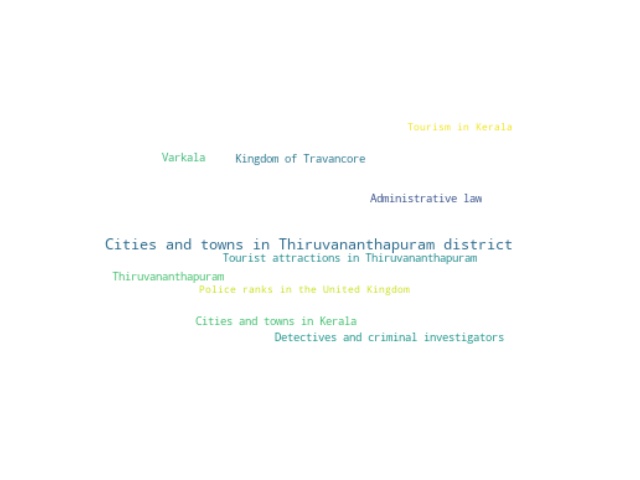 Tourism in Kerala
Varkala
Kingdom of Travancore
Administrative law
Cities and towns in Thiruvananthapuram district
Tourist attractions in Thiruvananthapuram
Thiruvananthapuram
Police ranks in the United Kingdom
Cities and towns in Kerala
Detectives and criminal investigators